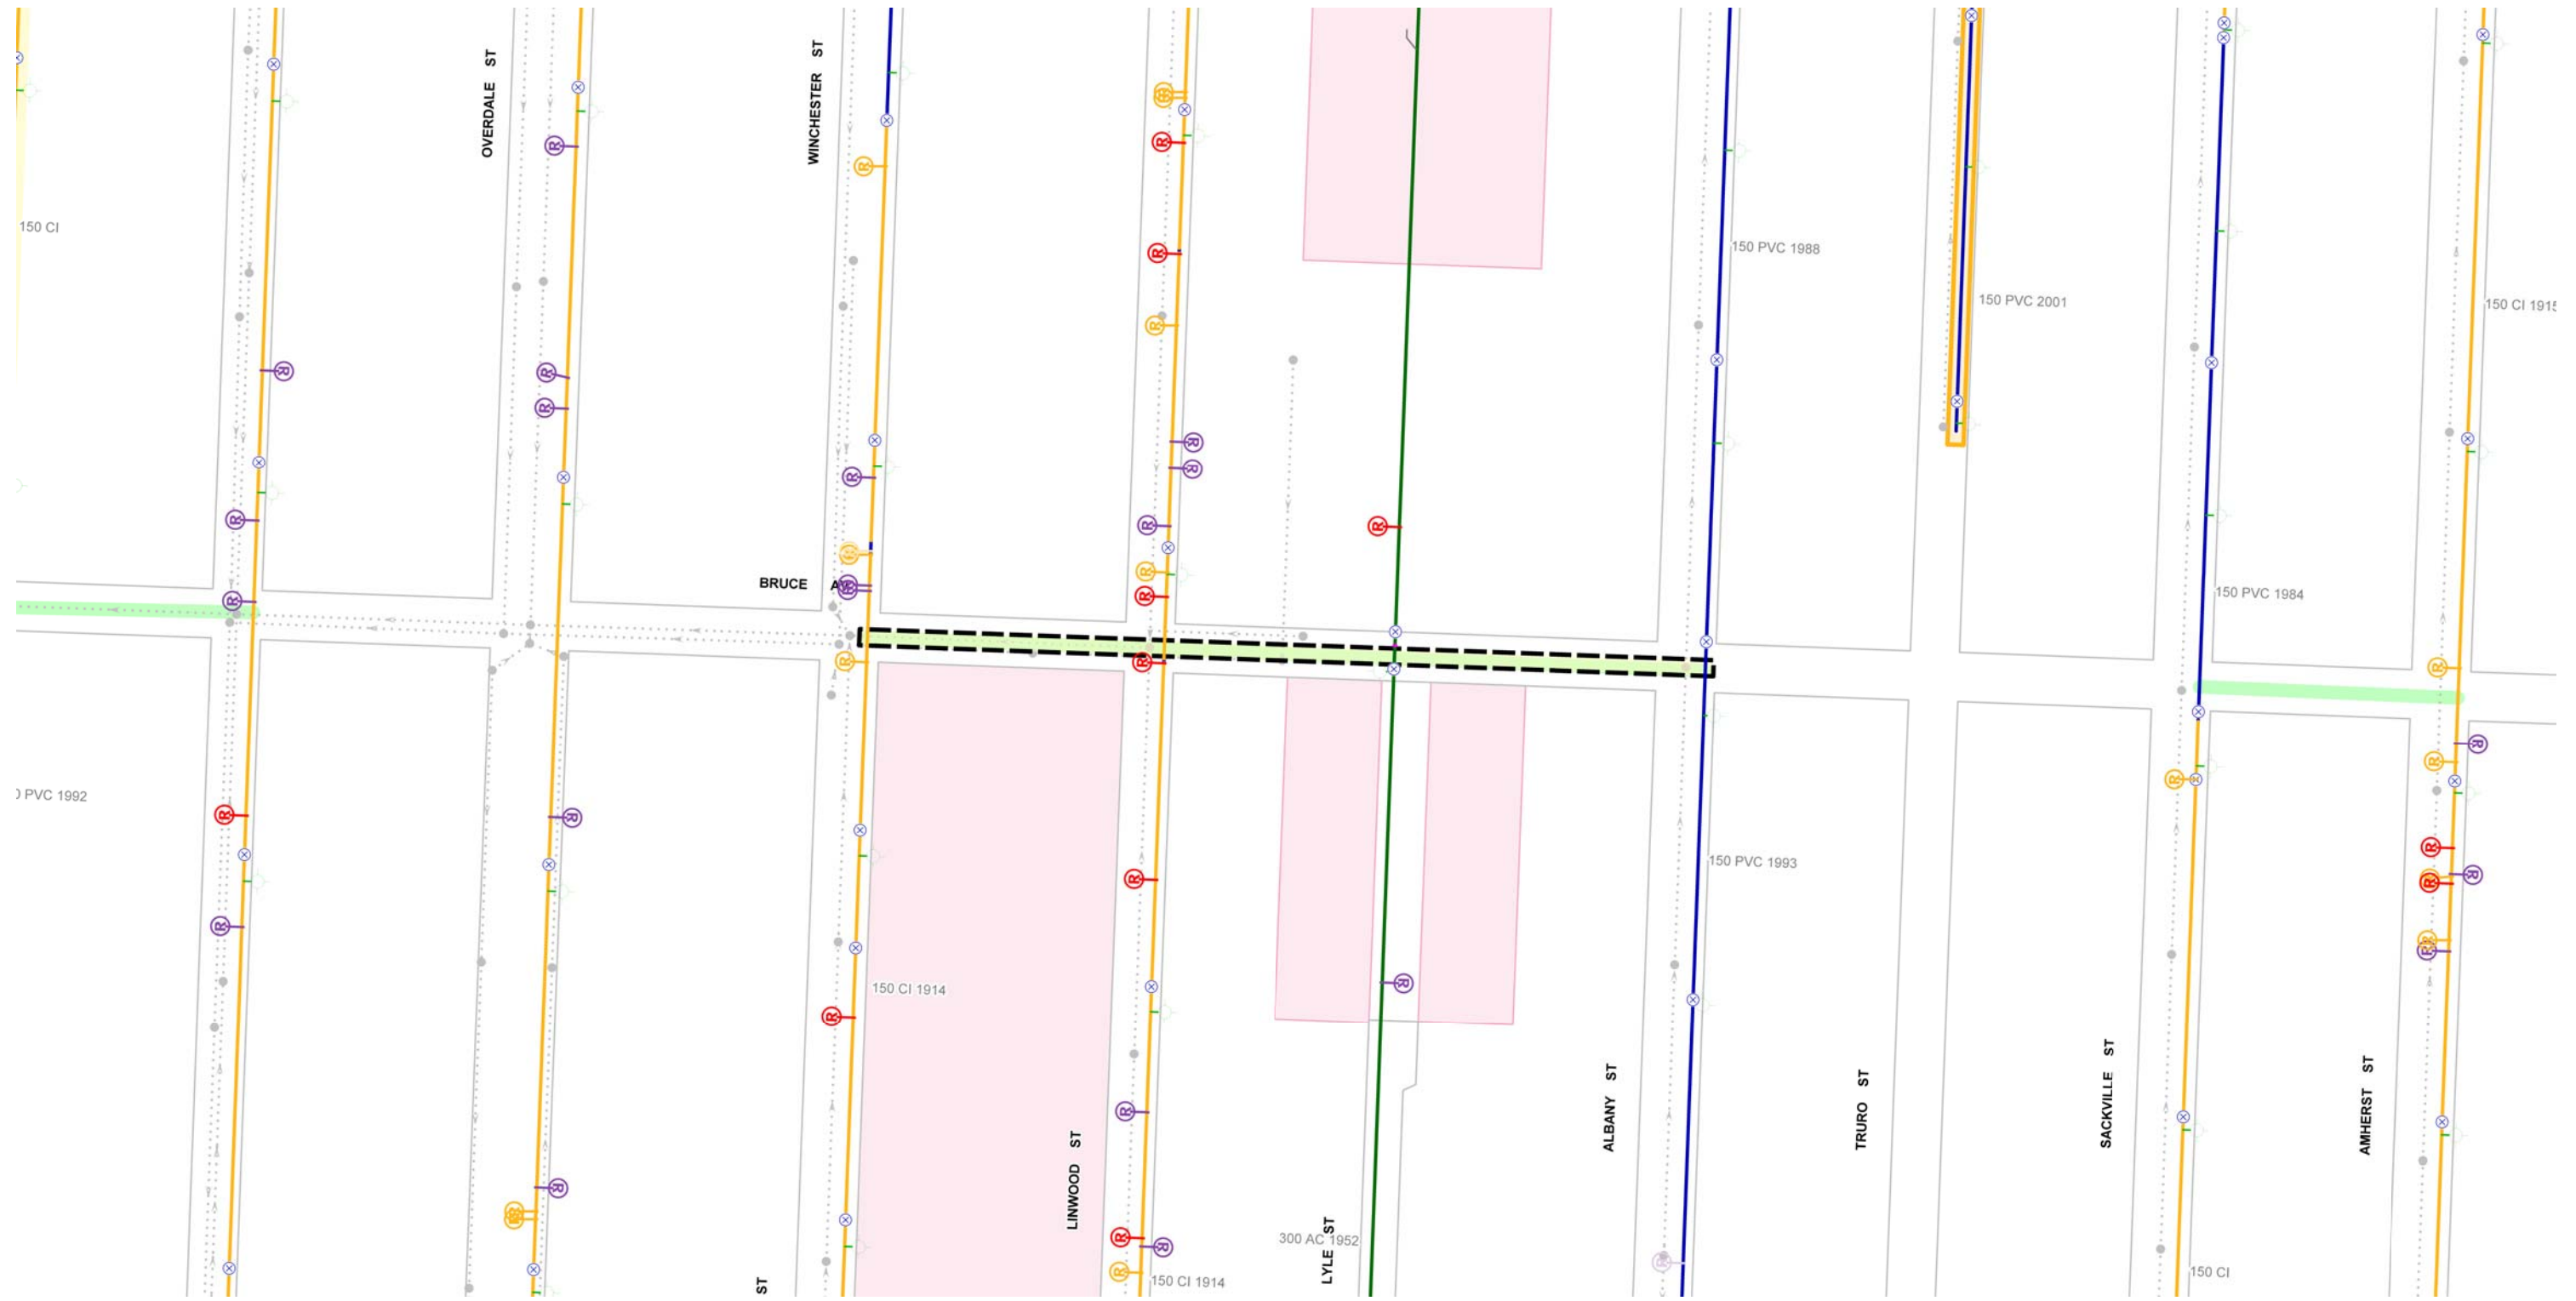 OVERDALE ST
WINCHESTER ST
150 CI
150 PVC 1988
150 PVC 2001
150 CI 1915
BRUCE
150 PVC 1984
PVC 1992
150 PVC 1993
150 CI 1914
ALBANY ST
TRURO ST
SACKVILLE ST
AMHERST ST
LINWOOD ST
300 AC 1952
LYLE ST
150 CI 1914
150 CI
ST